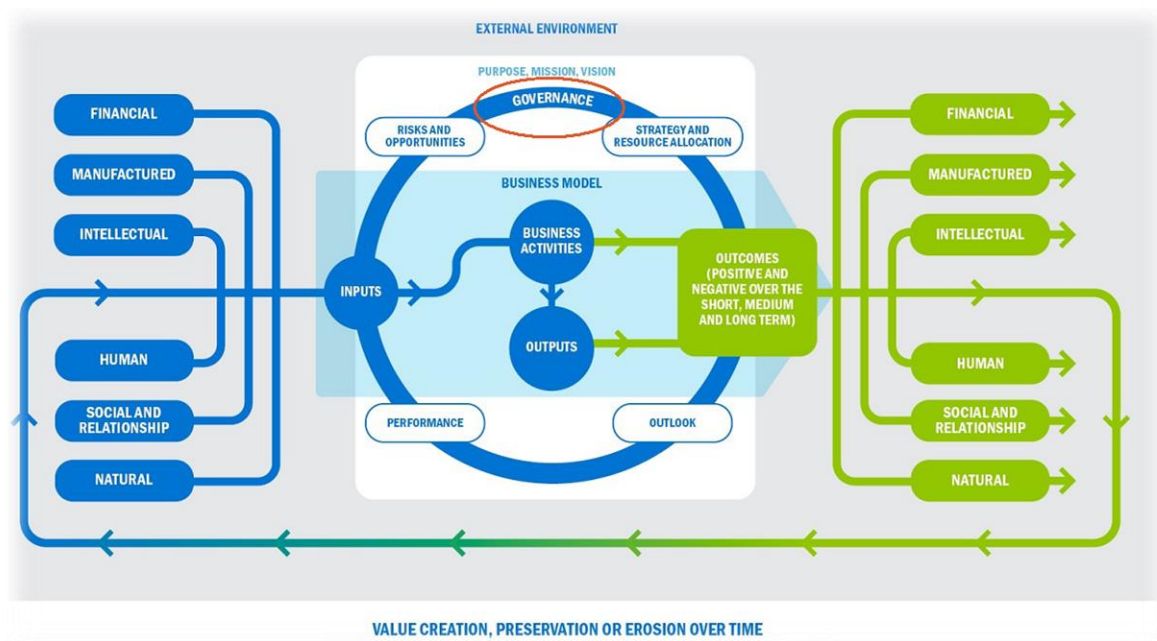 EXTERNAL ENVIRONMENT
PURPOSE, MISSION, VISION
GOVERNANCE
RISKS AND
OPPORTUNITIES
STRATEGY AND
RESOURCE ALLOCATION
FINANCIAL
MANUFACTURED
INTELLECTUAL
HUMAN
SOCIAL AND
RELATIONSHIP
NATURAL
BUSINESS MODEL
INPUTS
BUSINESS
ACTIVITIES
OUTPUTS
OUTCOMES
(POSITIVE AND
NEGATIVE OVER THE
SHORT, MEDIUM
AND LONG TERM)
PERFORMANCE
OUTLOOK
FINANCIAL
MANUFACTURED
INTELLECTUAL
HUMAN
SOCIAL AND
RELATIONSHIP
NATURAL
VALUE CREATION, PRESERVATION OR EROSION OVER TIME